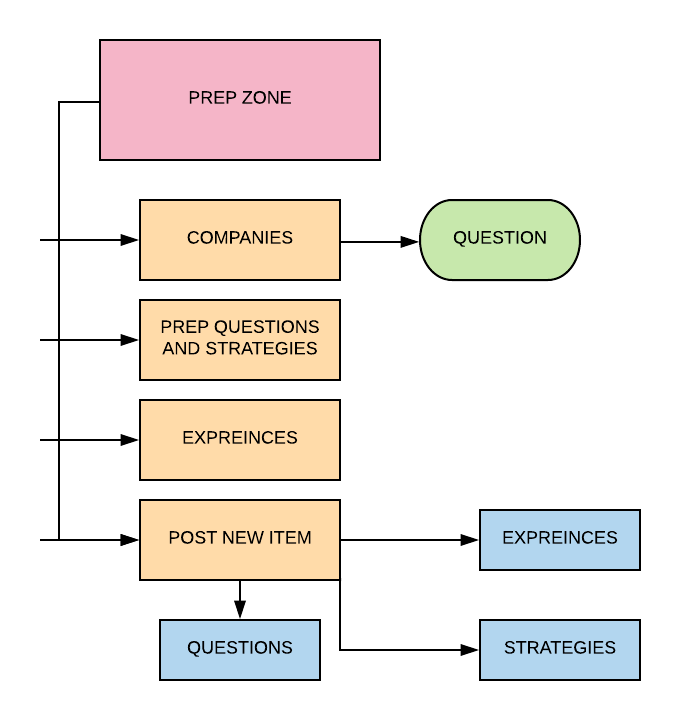 PREP ZONE
COMPANIES
QUESTION
PREP QUESTIONS
AND STRATEGIES
EXPREINCES
POST NEW ITEM
EXPREINCES
QUESTIONS
STRATEGIES